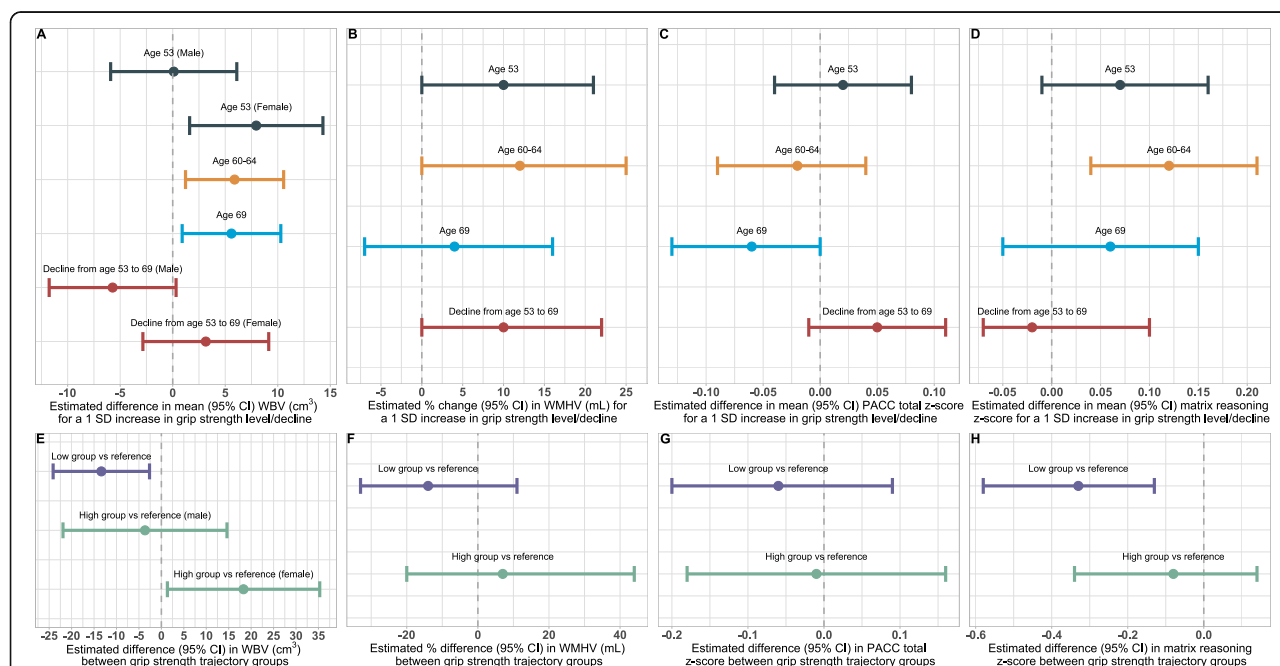 A
Age 53 (Male)
Age 53 (Female)
Age 60-64
Age 69
Decline from age 53 to 69 (Male)
Decline from age 53 to 69 (Female)
-10 -5 0 5 10 15
Estimated difference in mean (95% CI) WBV (cm³)
for a 1 SD increase in grip strength level/decline
B
Age 53
Age 60-64
Age 69
Decline from age 53 to 69
-5 0 5 10 15 20 25
Estimated % change (95% CI) in WMHV (mL) for
a 1 SD increase in grip strength level/decline
C
Age 53
Age 60-64
Age 69
Decline from age 53 to 69
-0.10 -0.05 0.00 0.05 0.10
Estimated difference in mean (95% CI) PACC total z-score
for a 1 SD increase in grip strength level/decline
D
Age 53
Age 60-64
Age 69
Decline from age 53 to 69
-0.05 0.00 0.05 0.10 0.15 0.20
Estimated difference in mean (95% CI) matrix reasoning
z-score for a 1 SD increase in grip strength level/decline
E
Low group vs reference
High group vs reference (male)
High group vs reference (female)
-25 -20 -15 -10 -5 0 5 10 15 20 25 30 35
Estimated difference (95% CI) in WBV (cm³)
between grip strength trajectory groups
F
Low group vs reference
High group vs reference
-20 0 20 40
Estimated % difference (95% CI) in WMHV (mL)
between grip strength trajectory groups
G
Low group vs reference
High group vs reference
-0.2 -0.1 0.0 0.1
Estimated difference (95% CI) in PACC total
z-score between grip strength trajectory groups
H
Low group vs reference
High group vs reference
-0.6 -0.4 -0.2 0.0
Estimated difference (95% CI) in matrix reasoning
z-score between grip strength trajectory groups